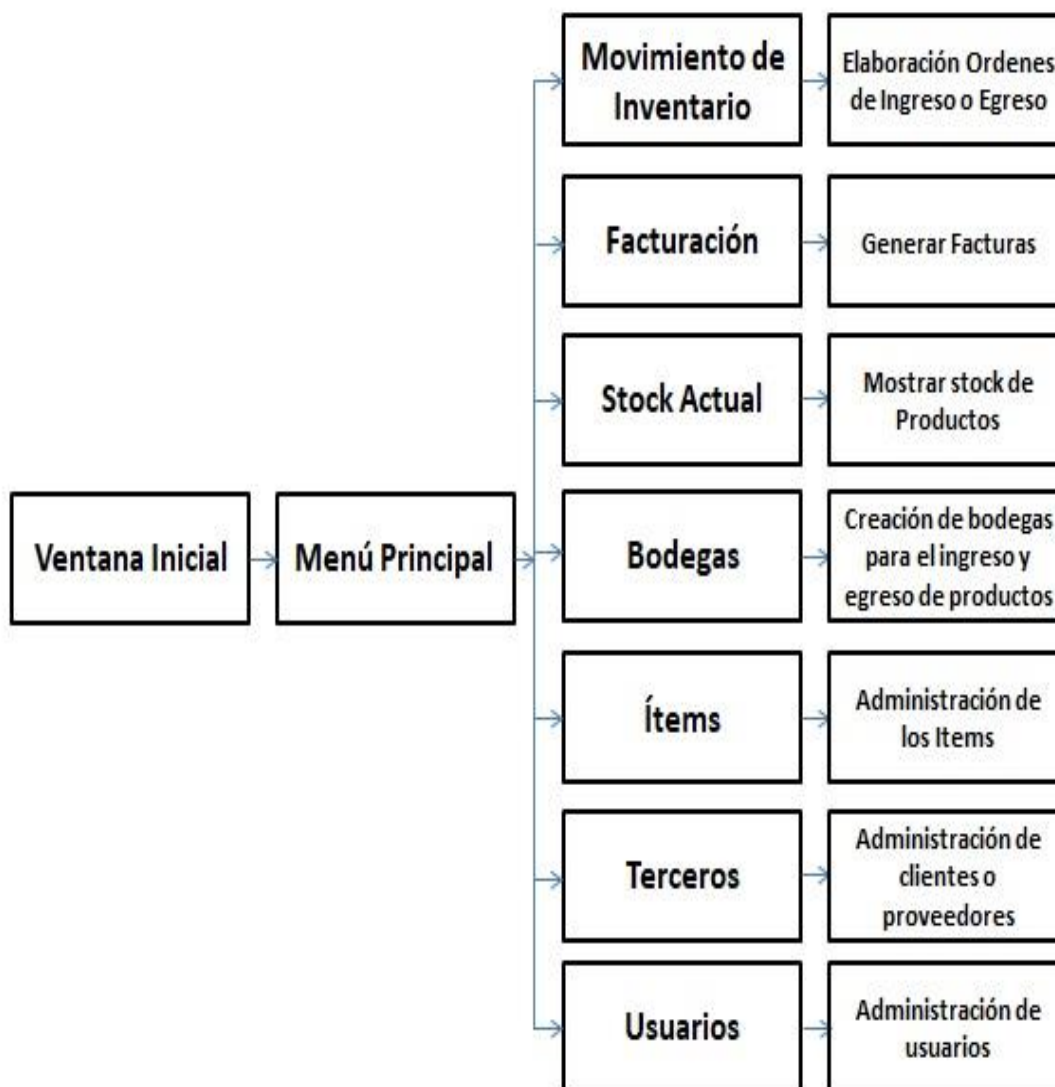 Movimiento de
Inventario
Elaboración Ordenes
de Ingreso o Egreso
Facturación
Generar Facturas
Stock Actual
Mostrar stock de
Productos
Ventana Inicial
Menú Principal
Bodegas
Creación de bodegas
para el ingreso y
egreso de productos
Ítems
Administración de
los Items
Terceros
Administración de
clientes o
proveedores
Usuarios
Administración de
usuarios